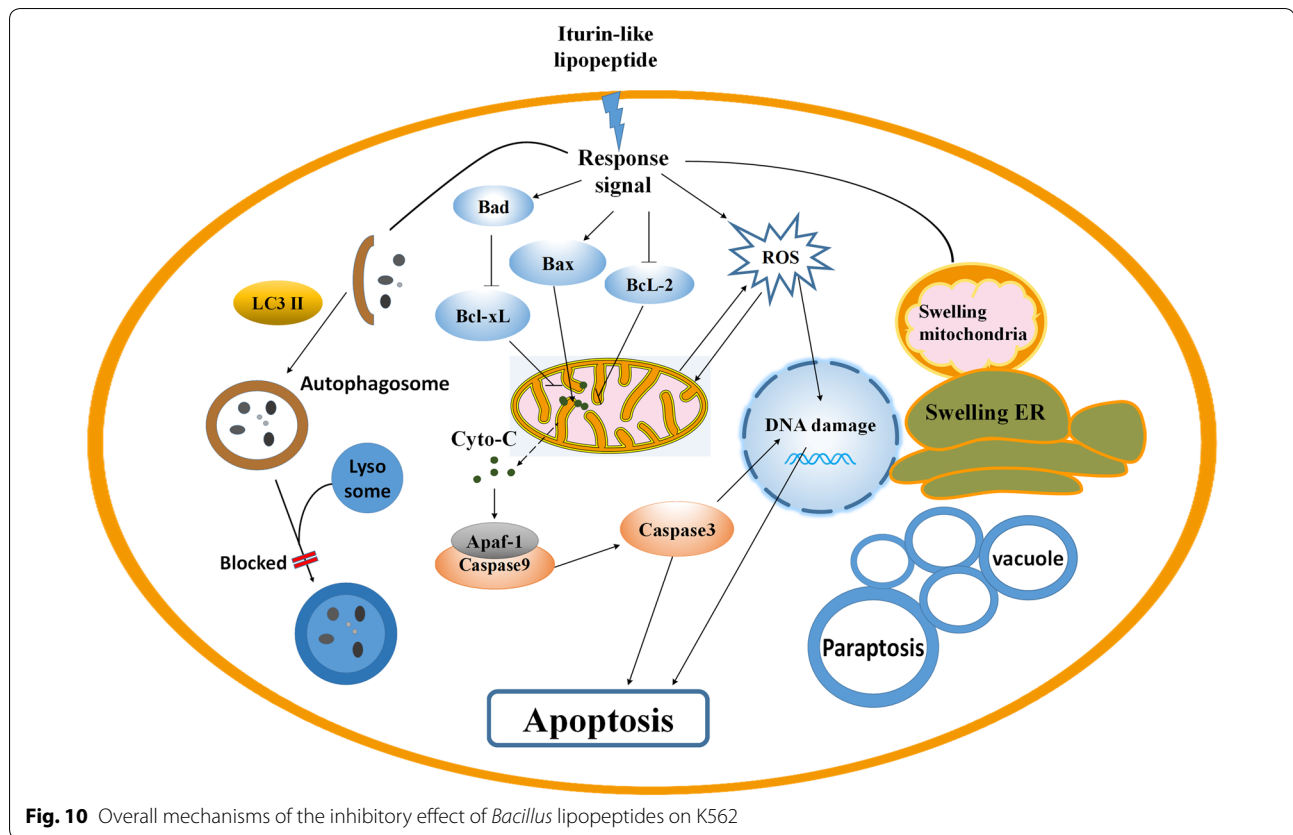 Iturin-like
lipopeptide
Response
signal
Bad
Bax
BcL-2
ROS
LC3 II
Bcl-xL
Swelling
mitochondria
Autophagosome
Swelling ER
Cyto-C
DNA damage
Lyso
some
Blocked
Apaf-1
Caspase9
Caspase3
vacuole
Paraptosis
Apoptosis
Fig. 10 Overall mechanisms of the inhibitory effect of Bacillus lipopeptides on K562